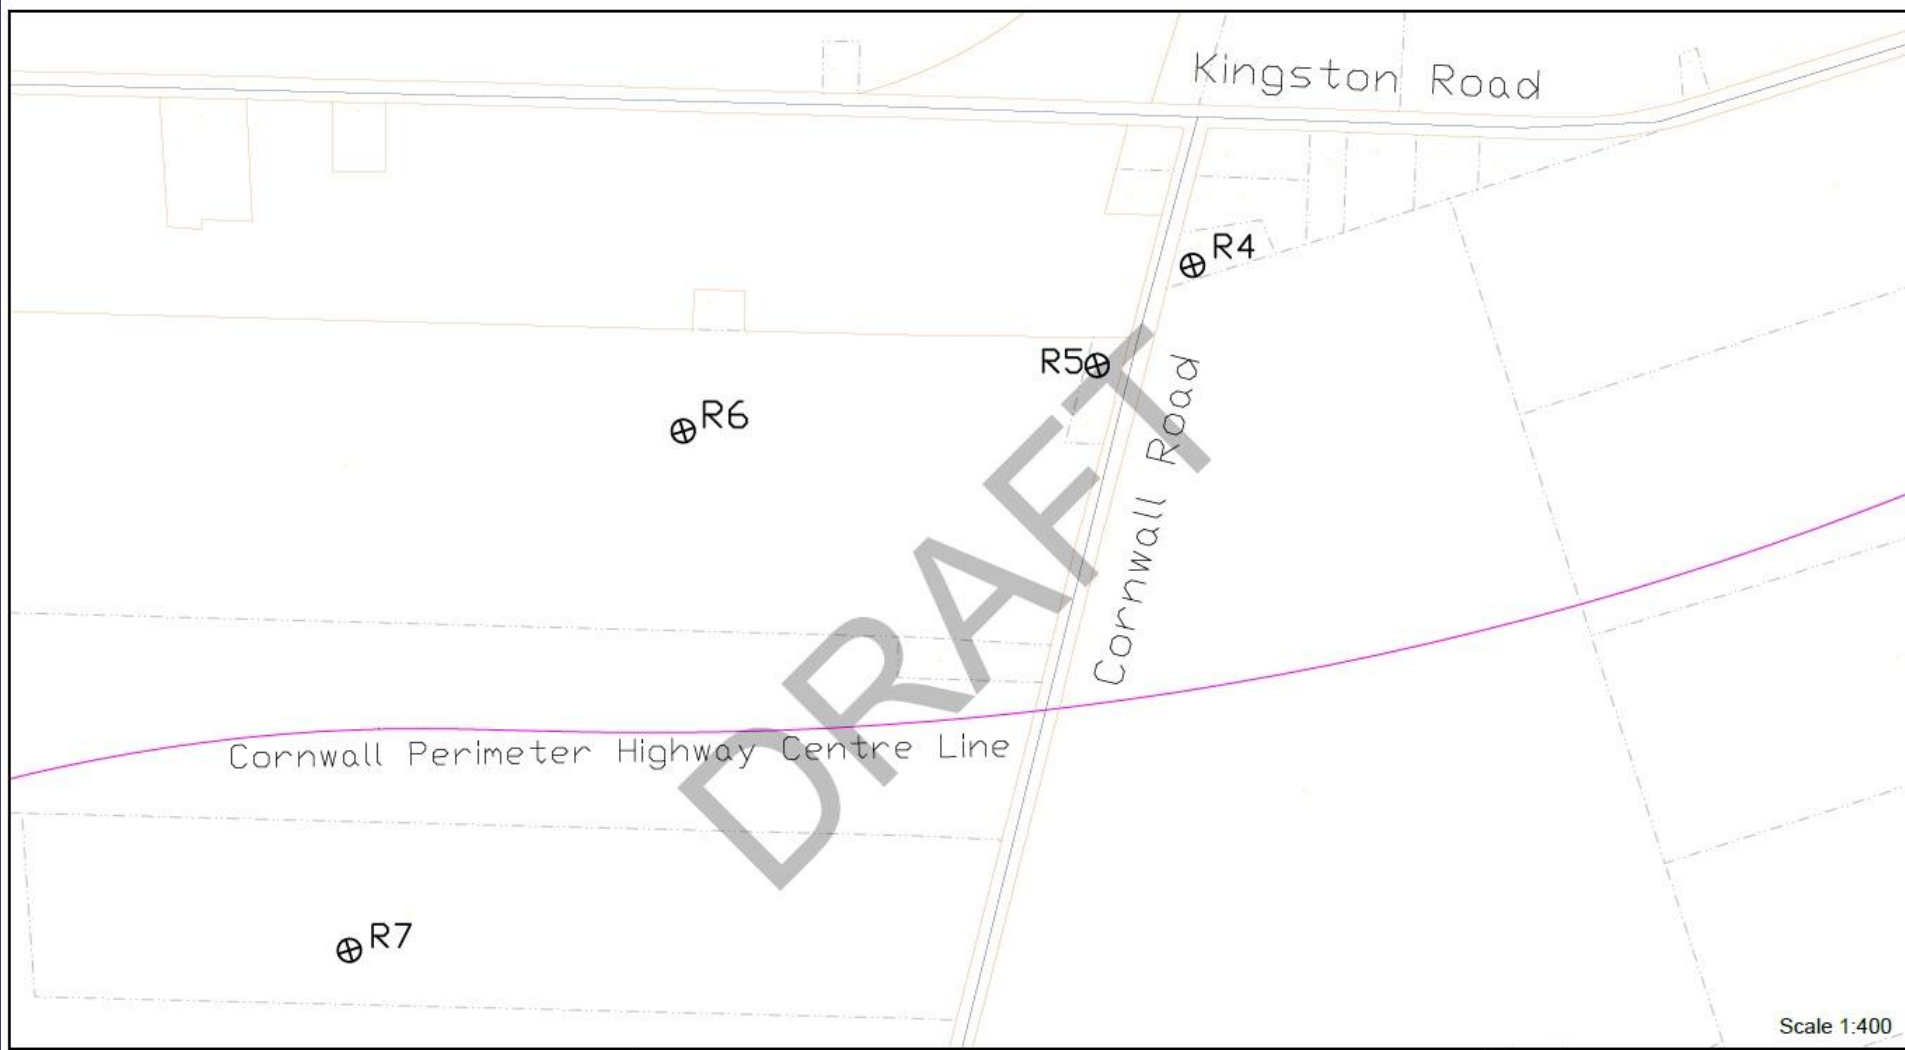 Kingston Road
R4
R5
R6
Cornwall Road
DRAFT
Cornwall Perimeter Highway Centre Line
R7
Scale 1:400